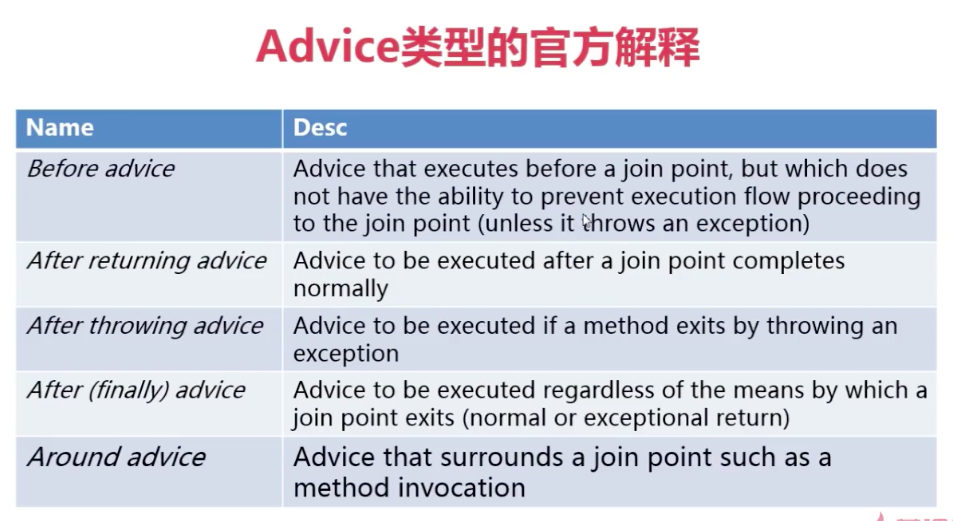 Advice类型的官方解释
Name Desc
Before advice Advice that executes before a join point, but which does
not have the ability to prevent execution flow proceeding
to the join point (unless it throws an exception)
After returning advice Advice to be executed after a join point completes
normally
After throwing advice Advice to be executed if a method exits by throwing an
exception
After (finally) advice Advice to be executed regardless of the means by which a
join point exits (normal or exceptional return)
Around advice Advice that surrounds a join point such as a
method invocation